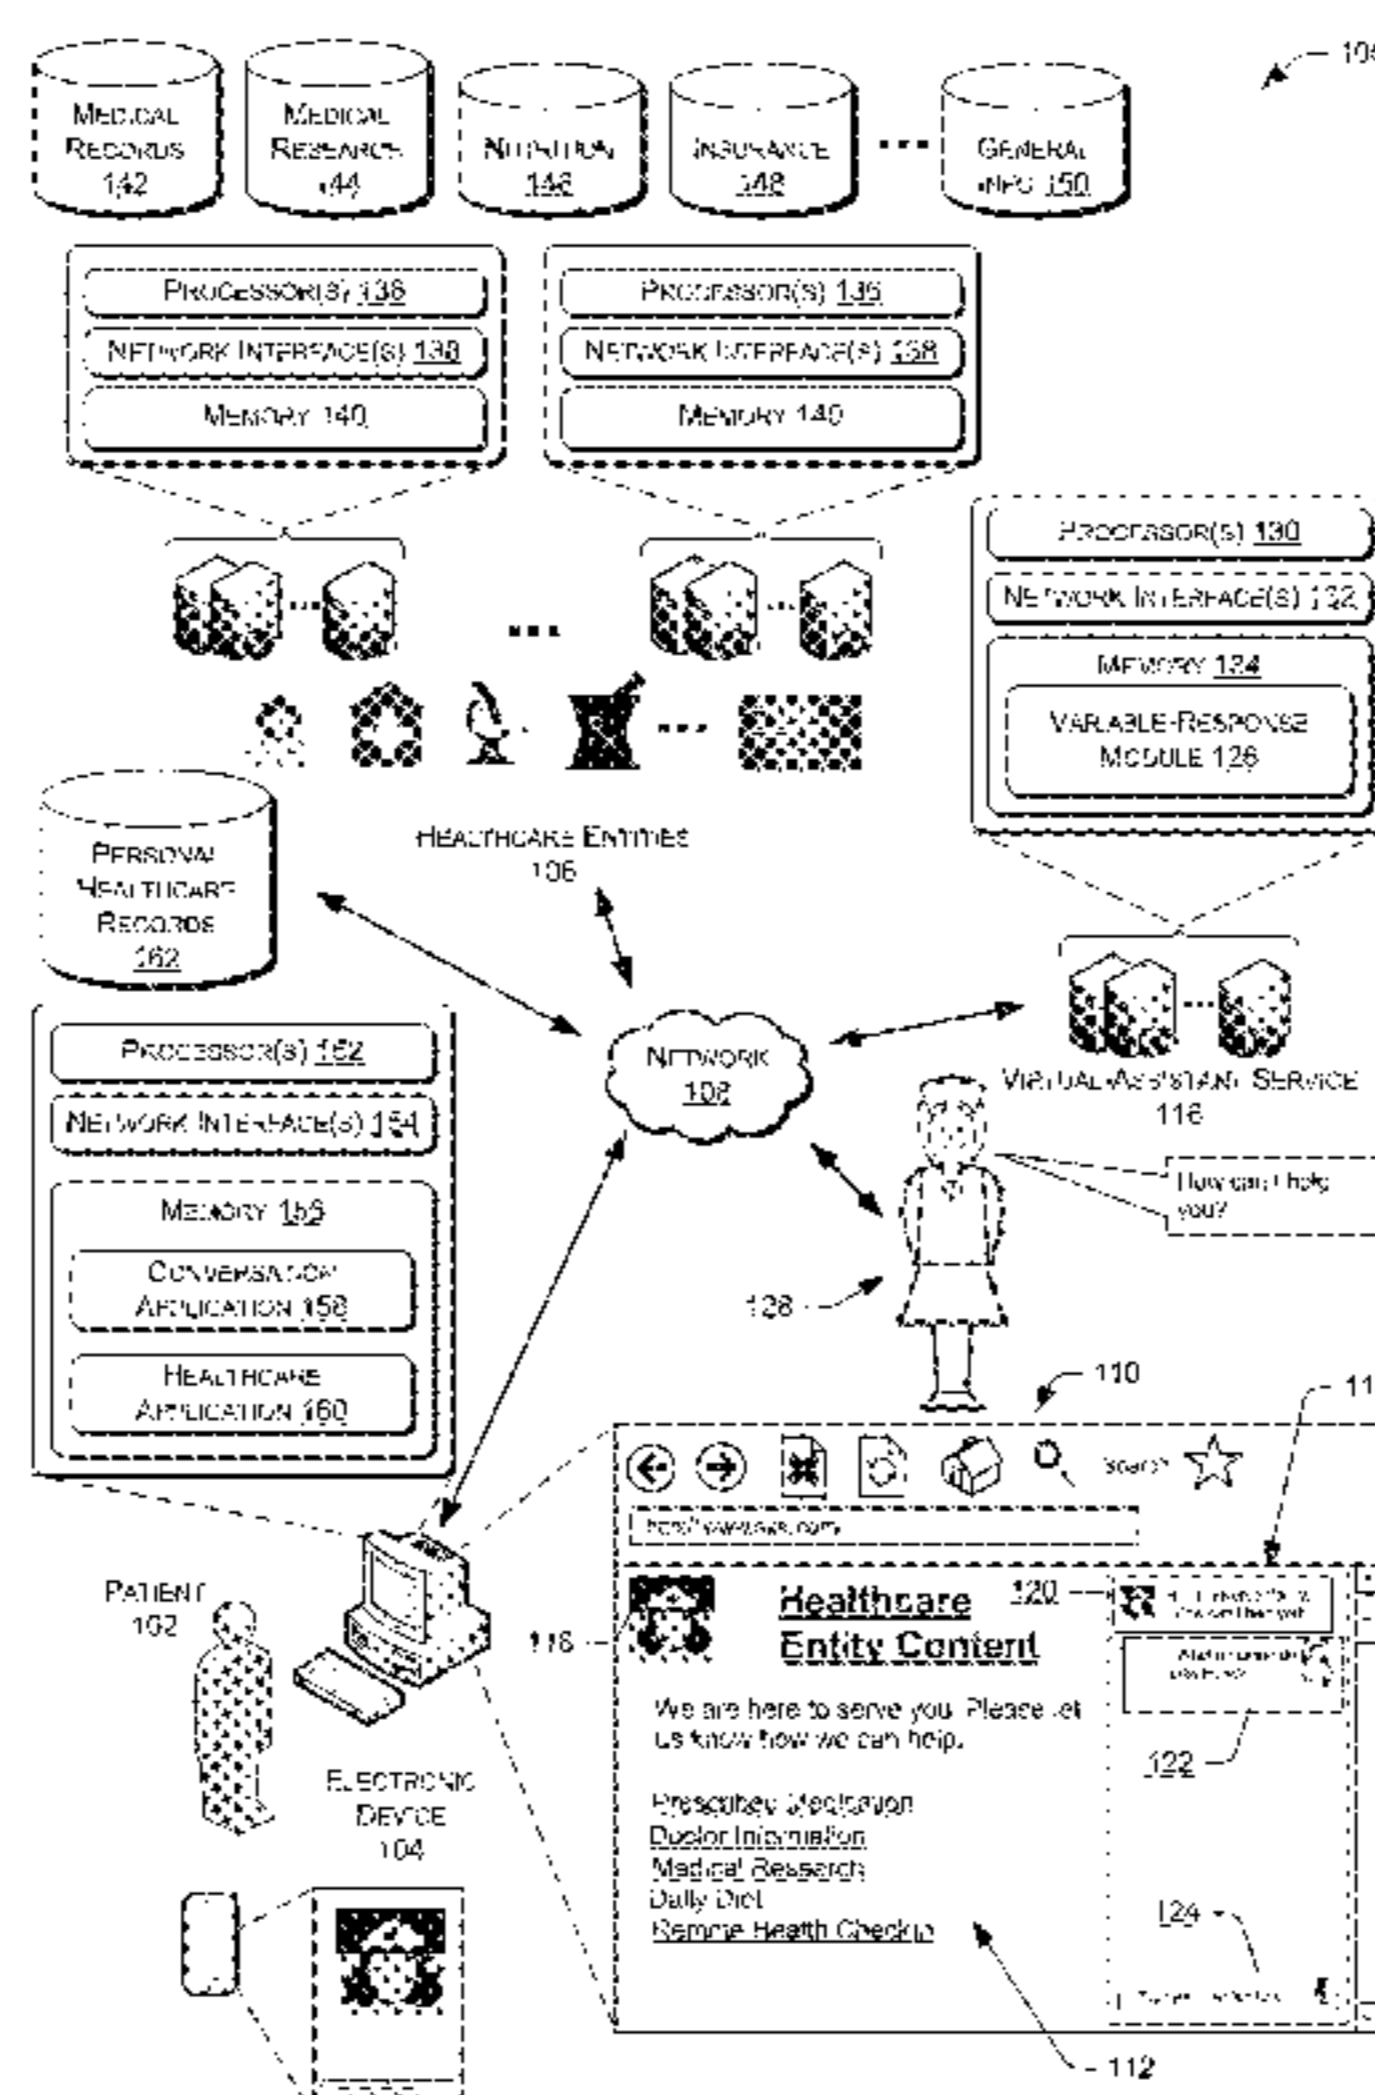 MEDICAL
RECORDS
142
MEDICAL
RESEARCH
144
NUTRITION
146
INSURANCE
148
GENERAL
INFO 150
PROCESSOR(S) 136
NETWORK INTERFACE(S) 138
MEMORY 140
PROCESSOR(S) 136
NETWORK INTERFACE(S) 138
MEMORY 140
PROCESSOR(S) 130
NETWORK INTERFACE(S) 132
MEMORY 134
VARIABLE-RESPONSE
MODULE 126
HEALTHCARE ENTITIES
106
PERSONAL
HEALTHCARE
RECORDS
162
NETWORK
108
VIRTUAL-ASSISTANT SERVICE
116
How can I help
you?
128
PROCESSOR(S) 152
NETWORK INTERFACE(S) 154
MEMORY 156
CONVERSATION
APPLICATION 158
HEALTHCARE
APPLICATION 160
110
11
Search
PATIENT
102
ELECTRONIC
DEVICE
104
118
Healthcare
Entity Content
120
We are here to serve you. Please let
us know how we can help.
122
Prescribed Medication
Doctor Information
Medical Research
Daily Diet
Remote Health Checkup
124
112